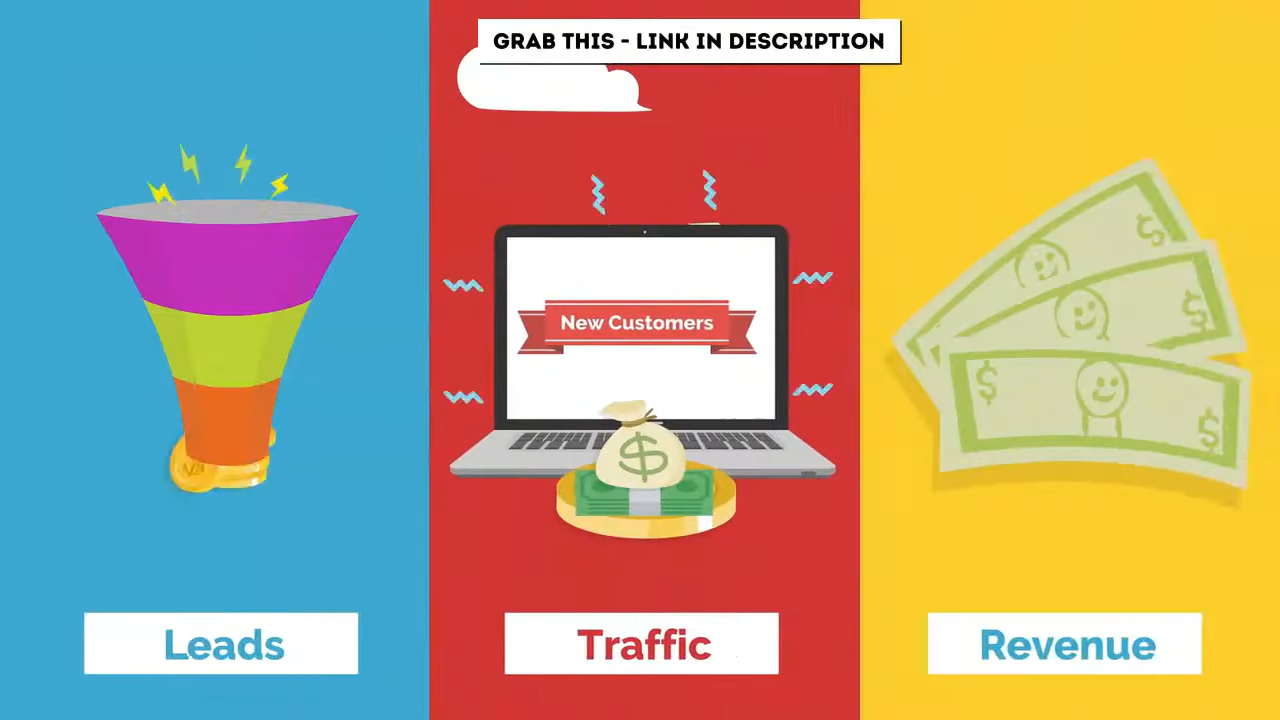 GRAB THIS - LINK IN DESCRIPTION
New Customers
$
$
$
$
$
Leads
Traffic
Revenue